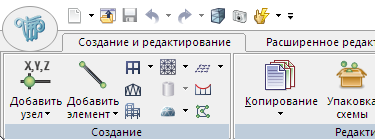 Создание и редактирование Расширенное редакт
X,Y,Z
Добавить узел
Добавить элемент
Копирование
Упаковка схемы
Создание Редакти